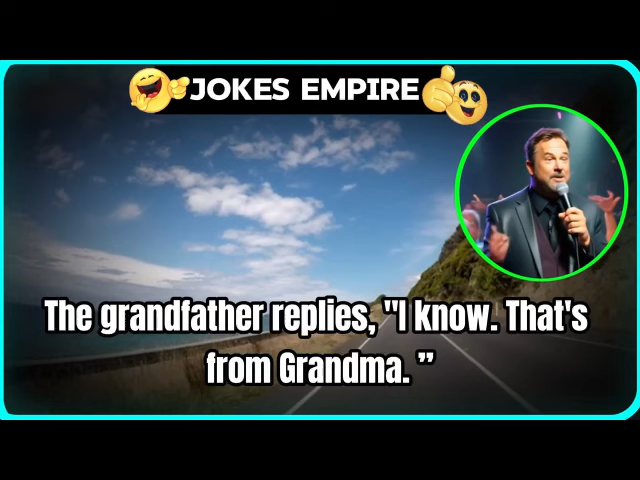 JOKES EMPIRE
The grandfather replies, "I know. That's
from Grandma. ”